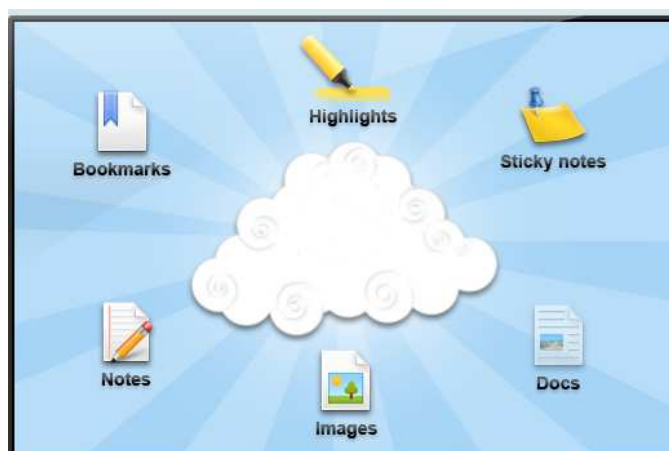 Highlights
Bookmarks
Sticky notes
Notes
Docs
Images